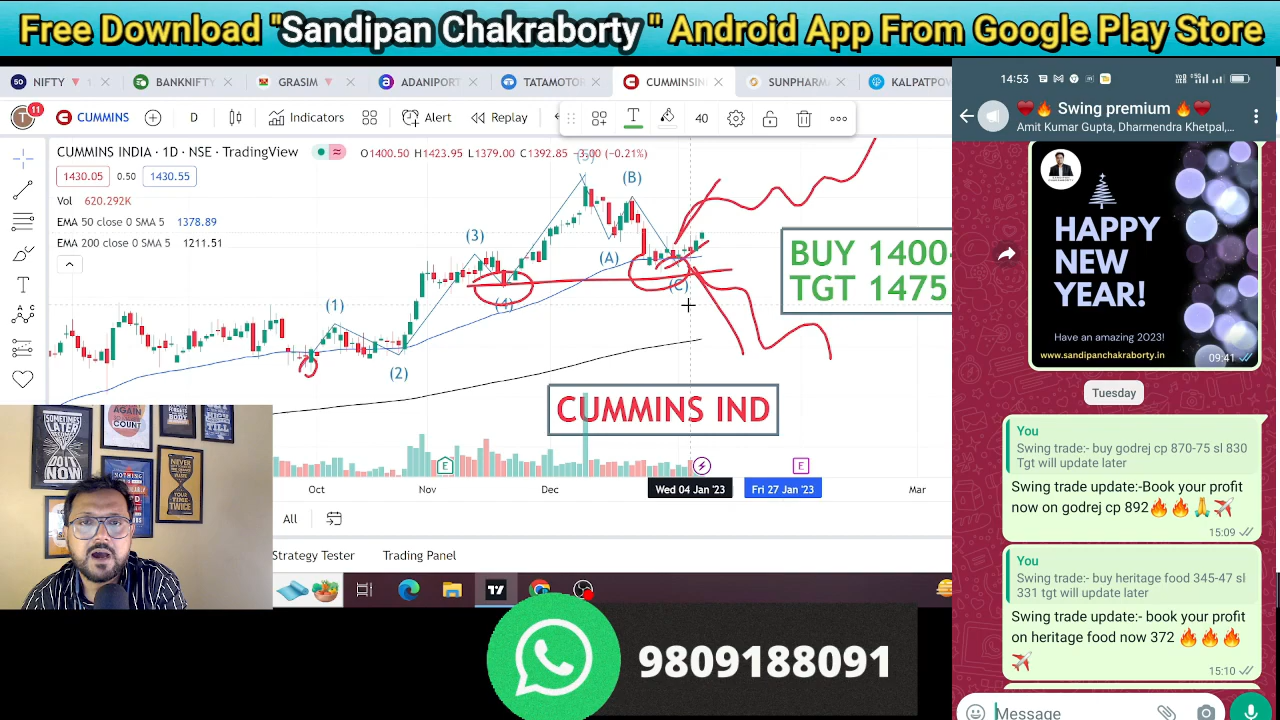 Free Download "Sandipan Chakraborty " Android App From Google Play Store
NIFTY
BANKNIFTY
GRASIM
ADANIPORT
TATAMOTOR
CUMMINSIN
SUNPHARM
KALPATPOW
11
CUMMINS
D
Indicators
Alert
Replay
T
40
CUMMINS INDIA · 1D · NSE · TradingView
O1400.50 H1423.95 L1379.00 C1392.85 −3.00 (−0.21%)
1430.05 0.50 1430.55
Vol 620.292K
EMA 50 close 0 SMA 5 1378.89
EMA 200 close 0 SMA 5 1211.51
(B)
(3)
(A)
(C)
(4)
(1)
(2)
BUY 1400-
TGT 1475
CUMMINS IND
E
E
Oct
Nov
Dec
Wed 04 Jan '23
Fri 27 Jan '23
Mar
All
Strategy Tester
Trading Panel
9809188091
14:53
Swing premium
Amit Kumar Gupta, Dharmendra Khetpal,...
HAPPY
NEW
YEAR!
Have an amazing 2023!
www.sandipanchakraborty.in
09:41
Tuesday
You
Swing trade:- buy godrej cp 870-75 sl 830
Tgt will update later
Swing trade update:-Book your profit
now on godrej cp 892🔥🔥🙏✈️
15:09
You
Swing trade:- buy heritage food 345-47 sl
331 tgt will update later
Swing trade update:- book your profit
on heritage food now 372 🔥🔥🔥
✈️
15:10
Message